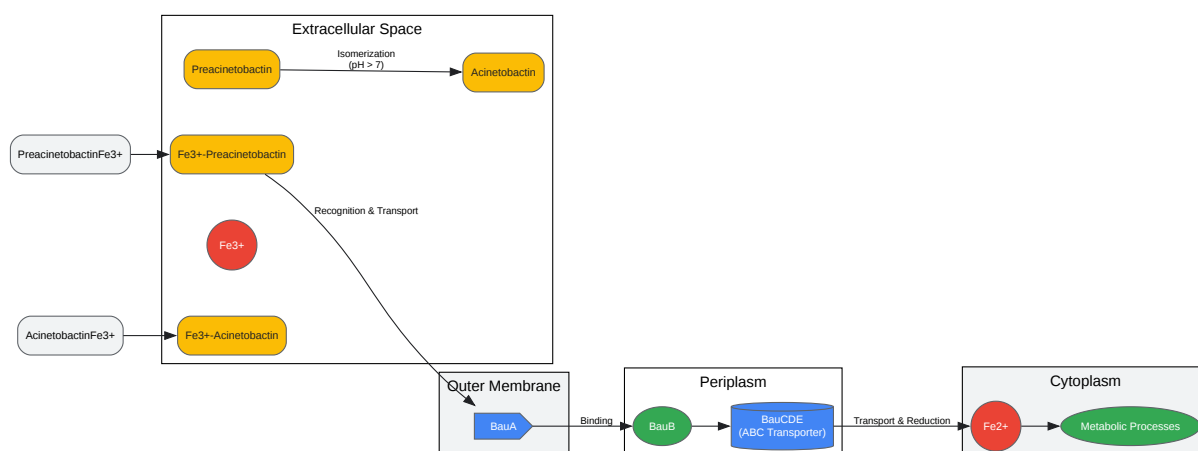 Extracellular Space
Preacinetobactin
Isomerization
(pH > 7)
Acinetobactin
PreacinetobactinFe3+
Fe3+-Preacinetobactin
Recognition & Transport
Fe3+
AcinetobactinFe3+
Fe3+-Acinetobactin
Outer Membrane
BauA
Binding
Periplasm
BauB
BauCDE
(ABC Transporter)
Transport & Reduction
Cytoplasm
Fe2+
Metabolic Processes